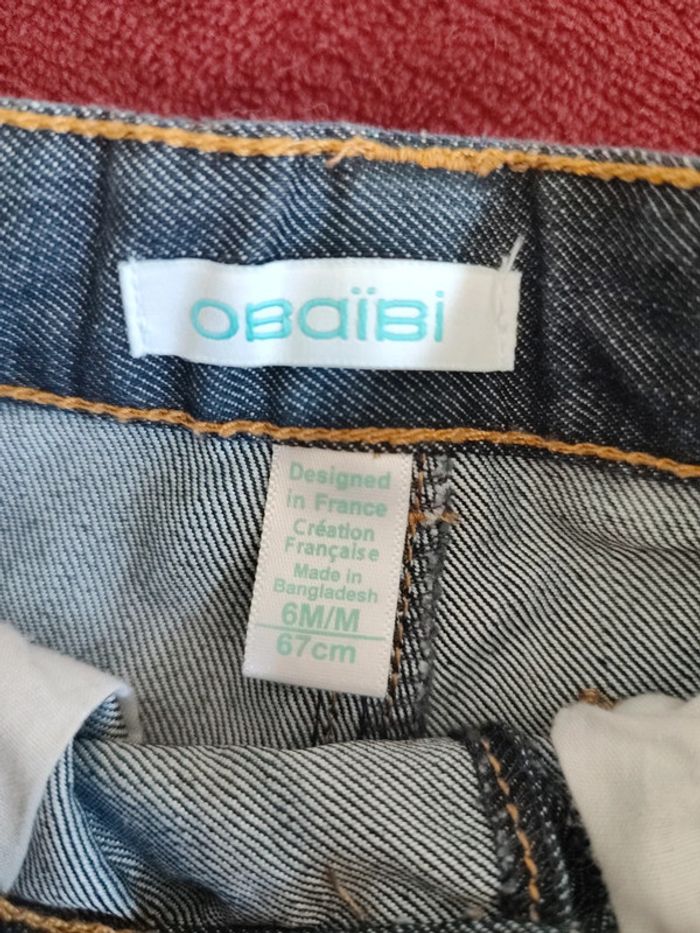 obaïbi
Designed
in France
Création
Française
Made in
Bangladesh
6M/M
67cm